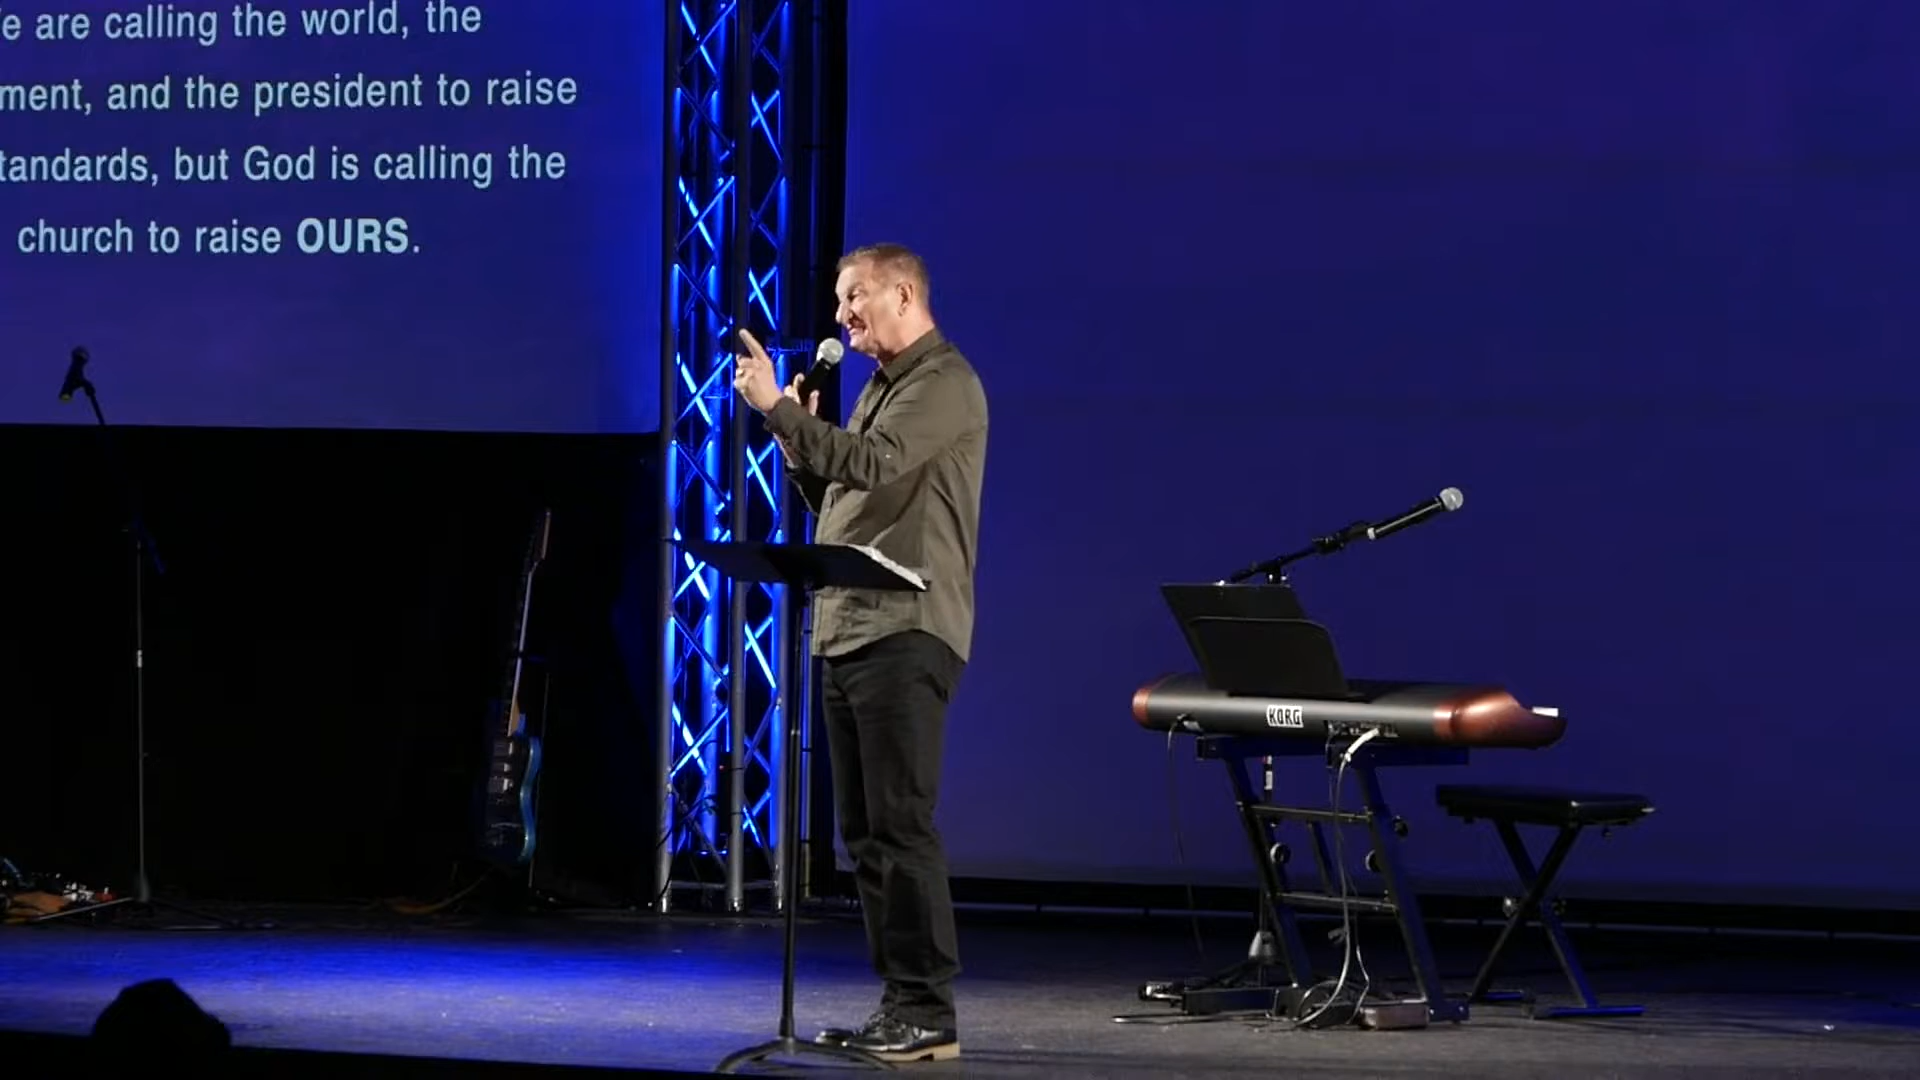 e are calling the world, the
ment, and the president to raise
tandards, but God is calling the
church to raise OURS.
KORG